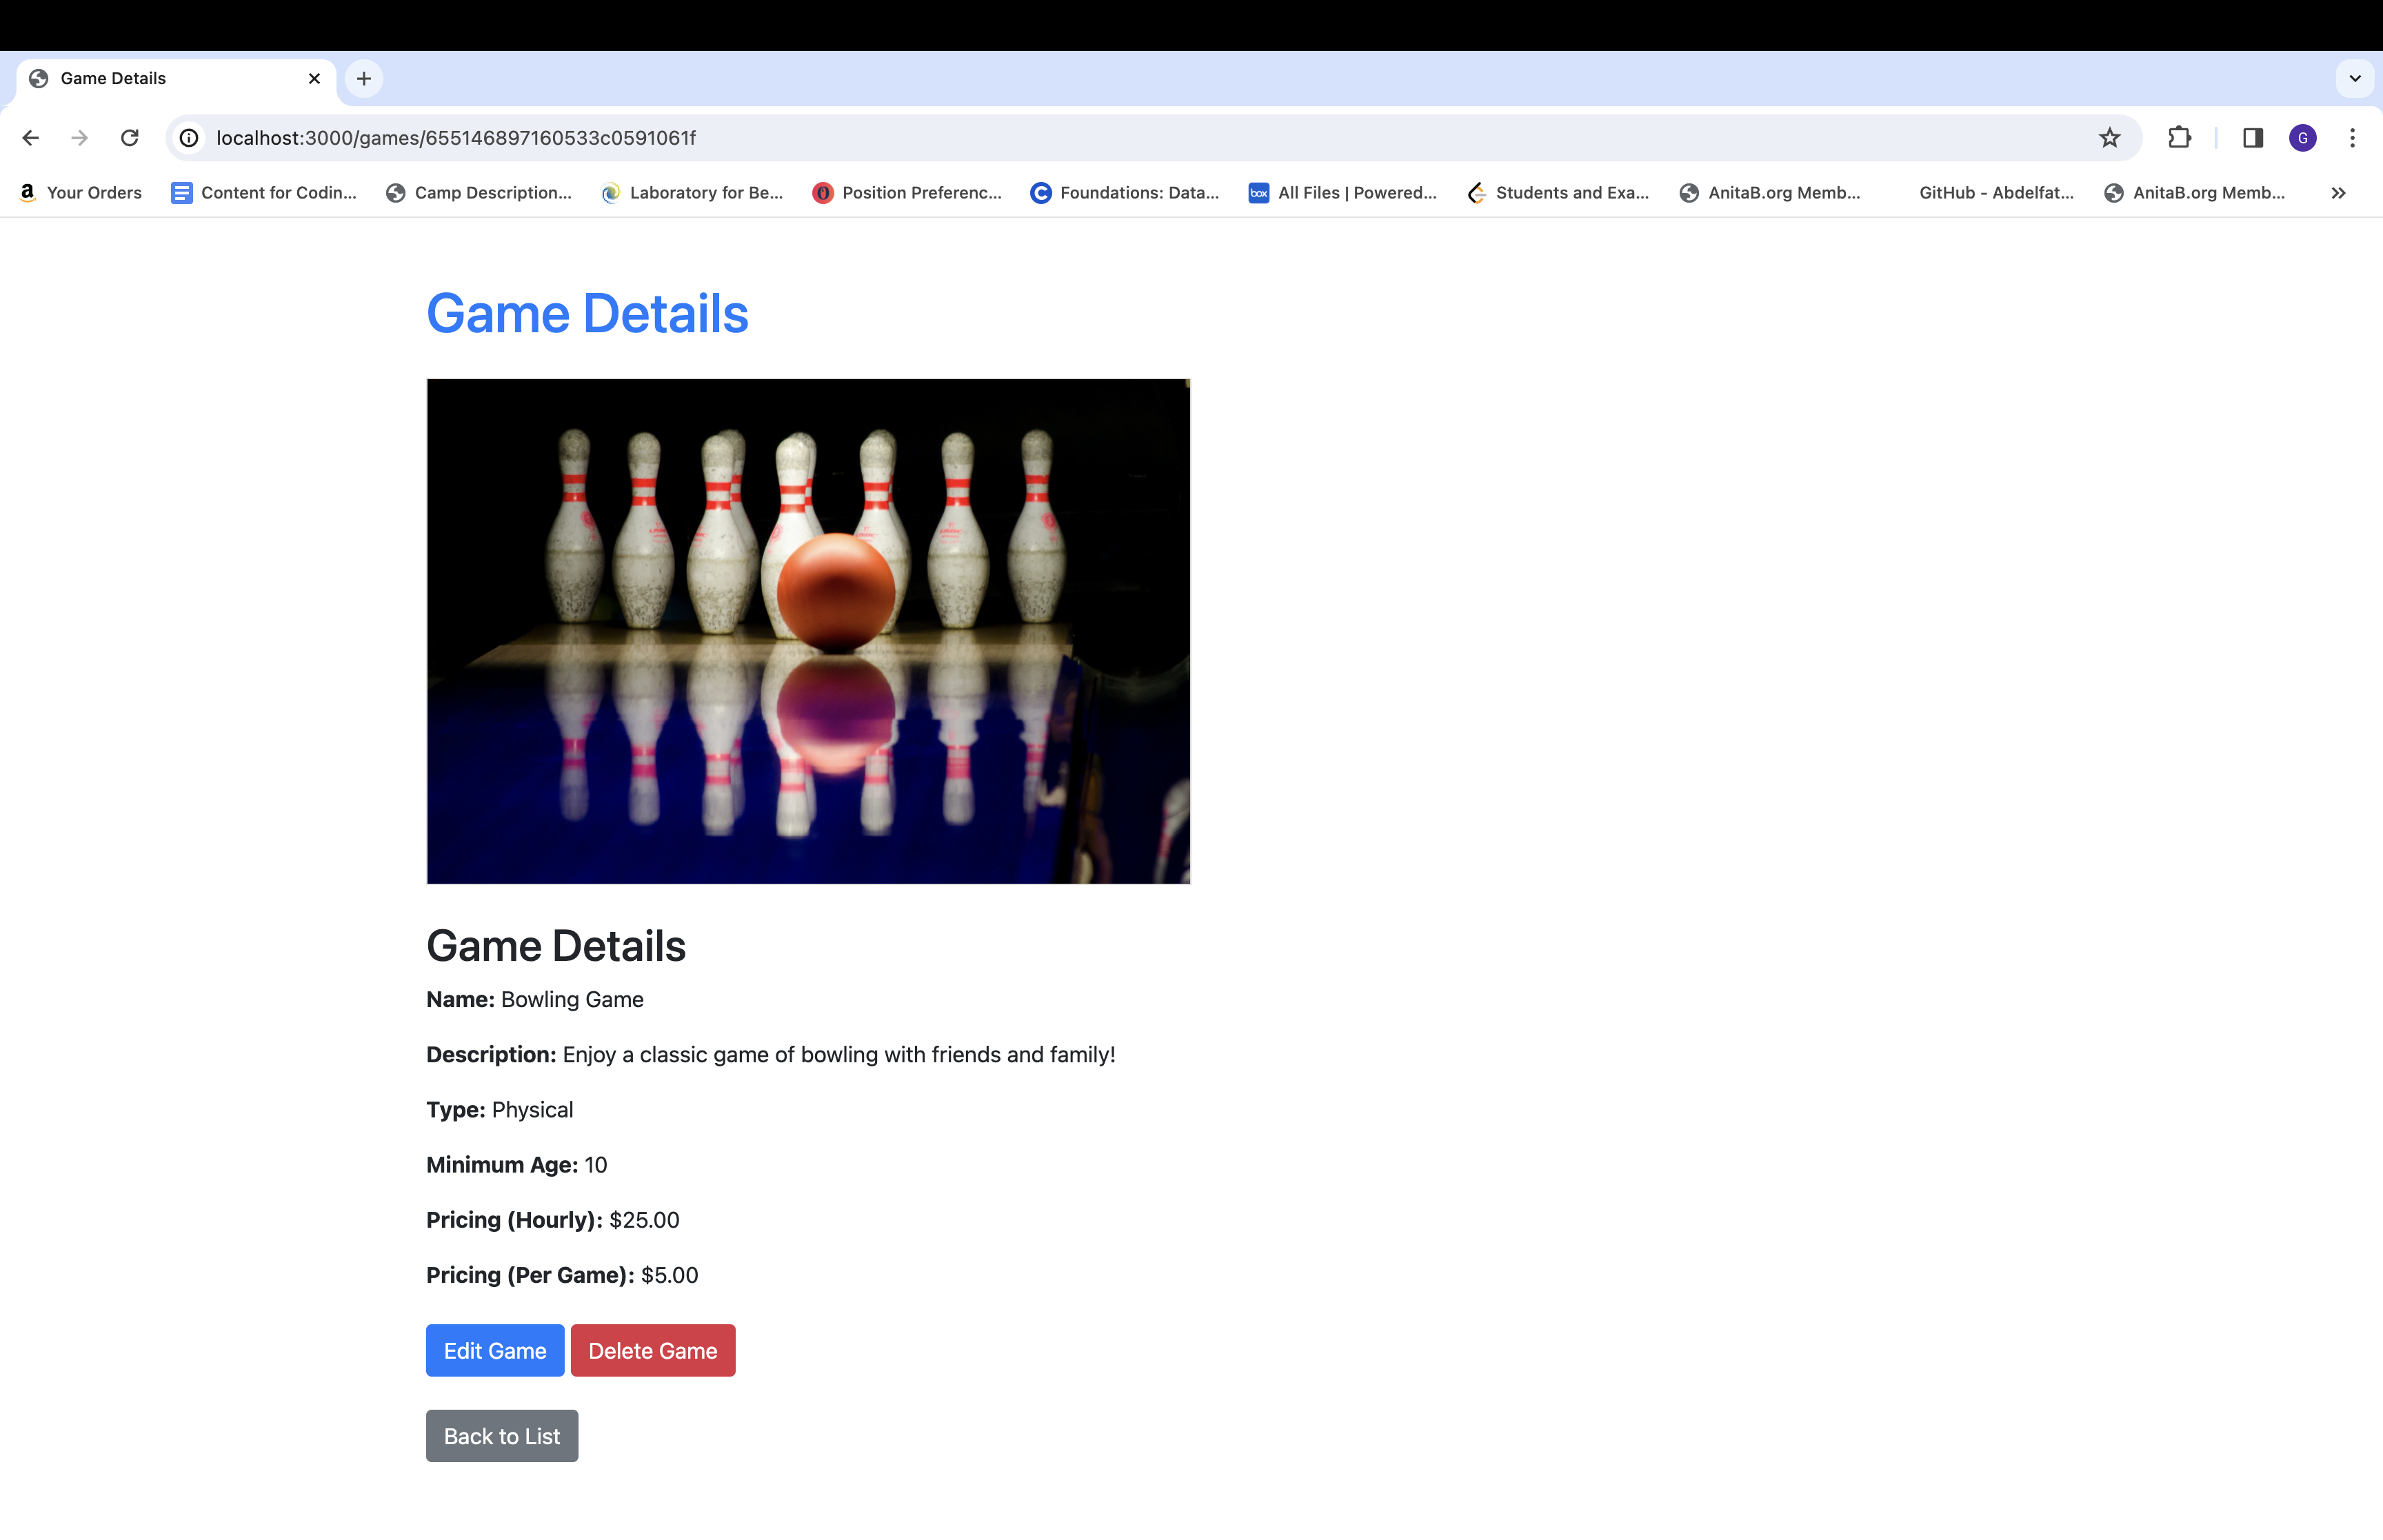 Game Details
localhost:3000/games/655146897160533c0591061f
G
Your Orders
Content for Codin...
Camp Description...
Laboratory for Be...
Position Preferenc...
Foundations: Data...
box
All Files | Powered...
Students and Exa...
AnitaB.org Memb...
GitHub - Abdelfat...
AnitaB.org Memb...
Game Details
Game Details
Name: Bowling Game
Description: Enjoy a classic game of bowling with friends and family!
Type: Physical
Minimum Age: 10
Pricing (Hourly): $25.00
Pricing (Per Game): $5.00
Edit Game
Delete Game
Back to List